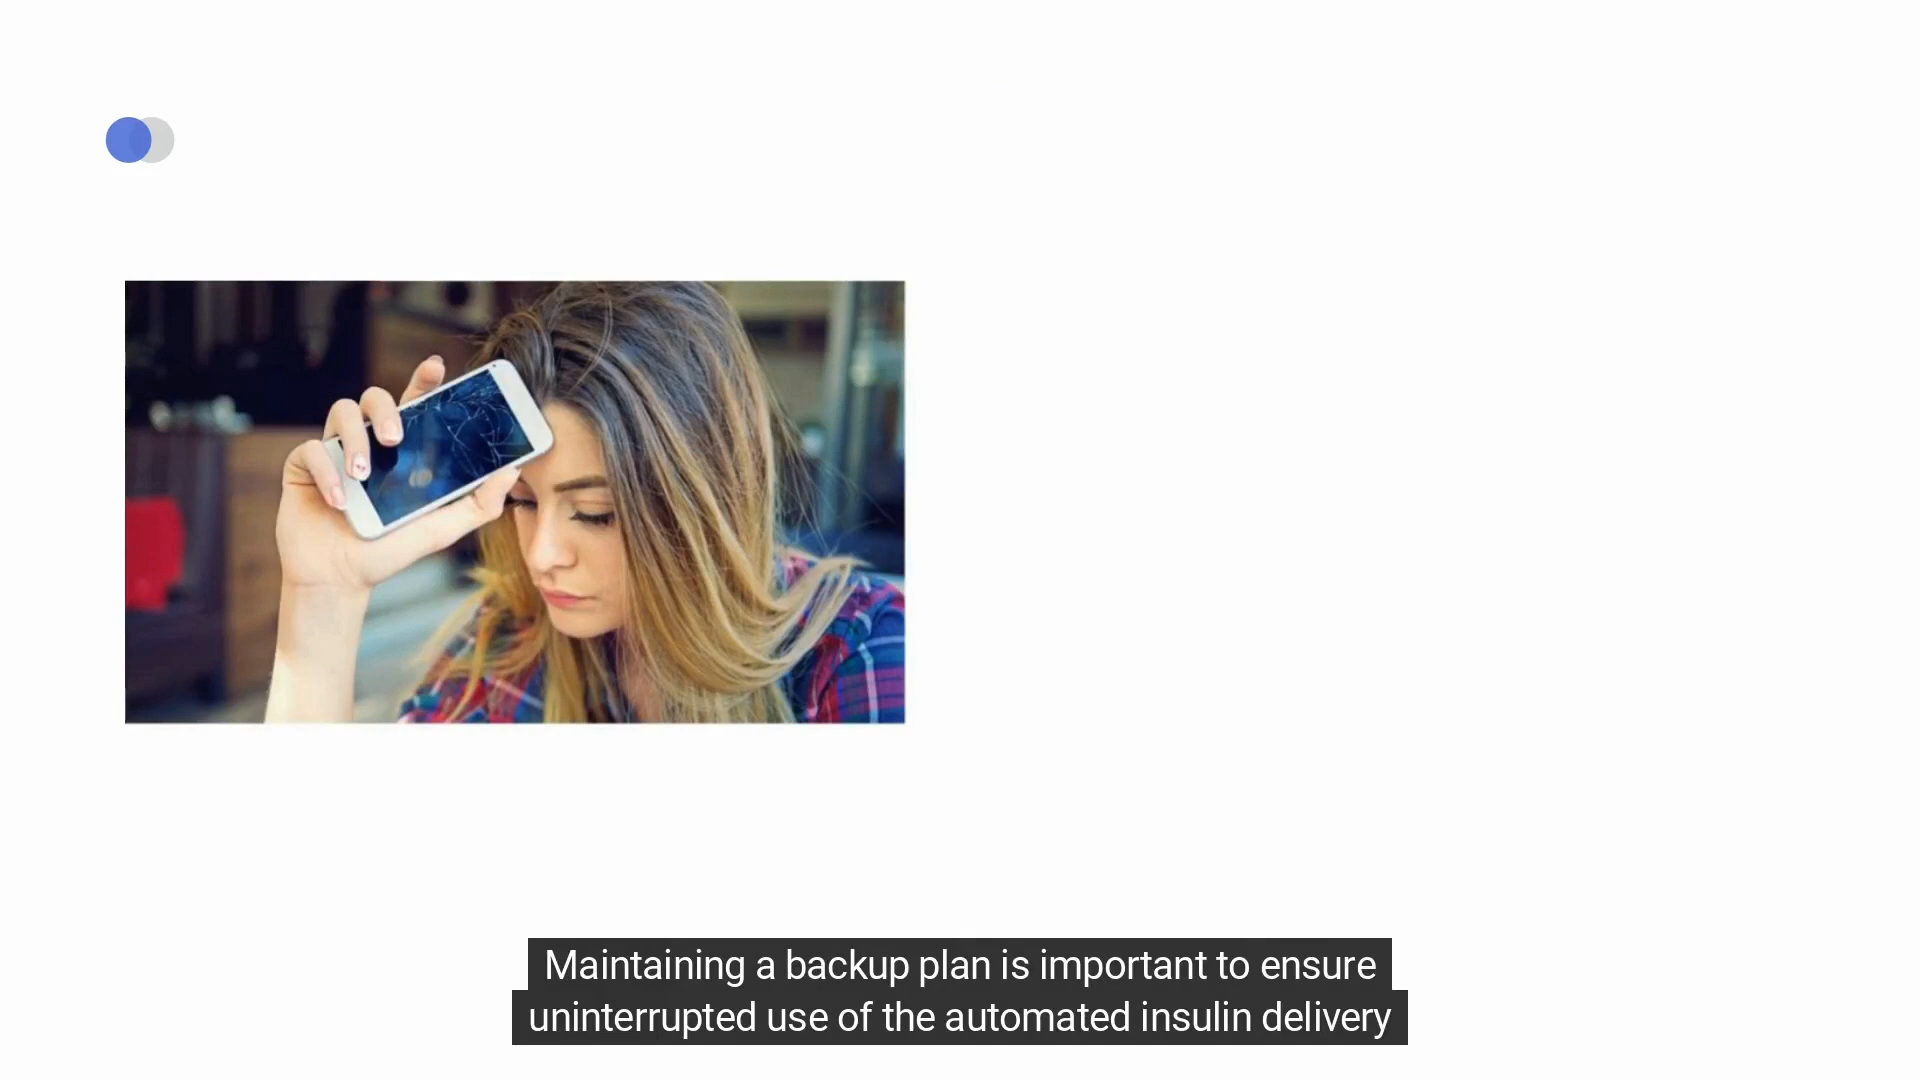 Maintaining a backup plan is important to ensure
uninterrupted use of the automated insulin delivery